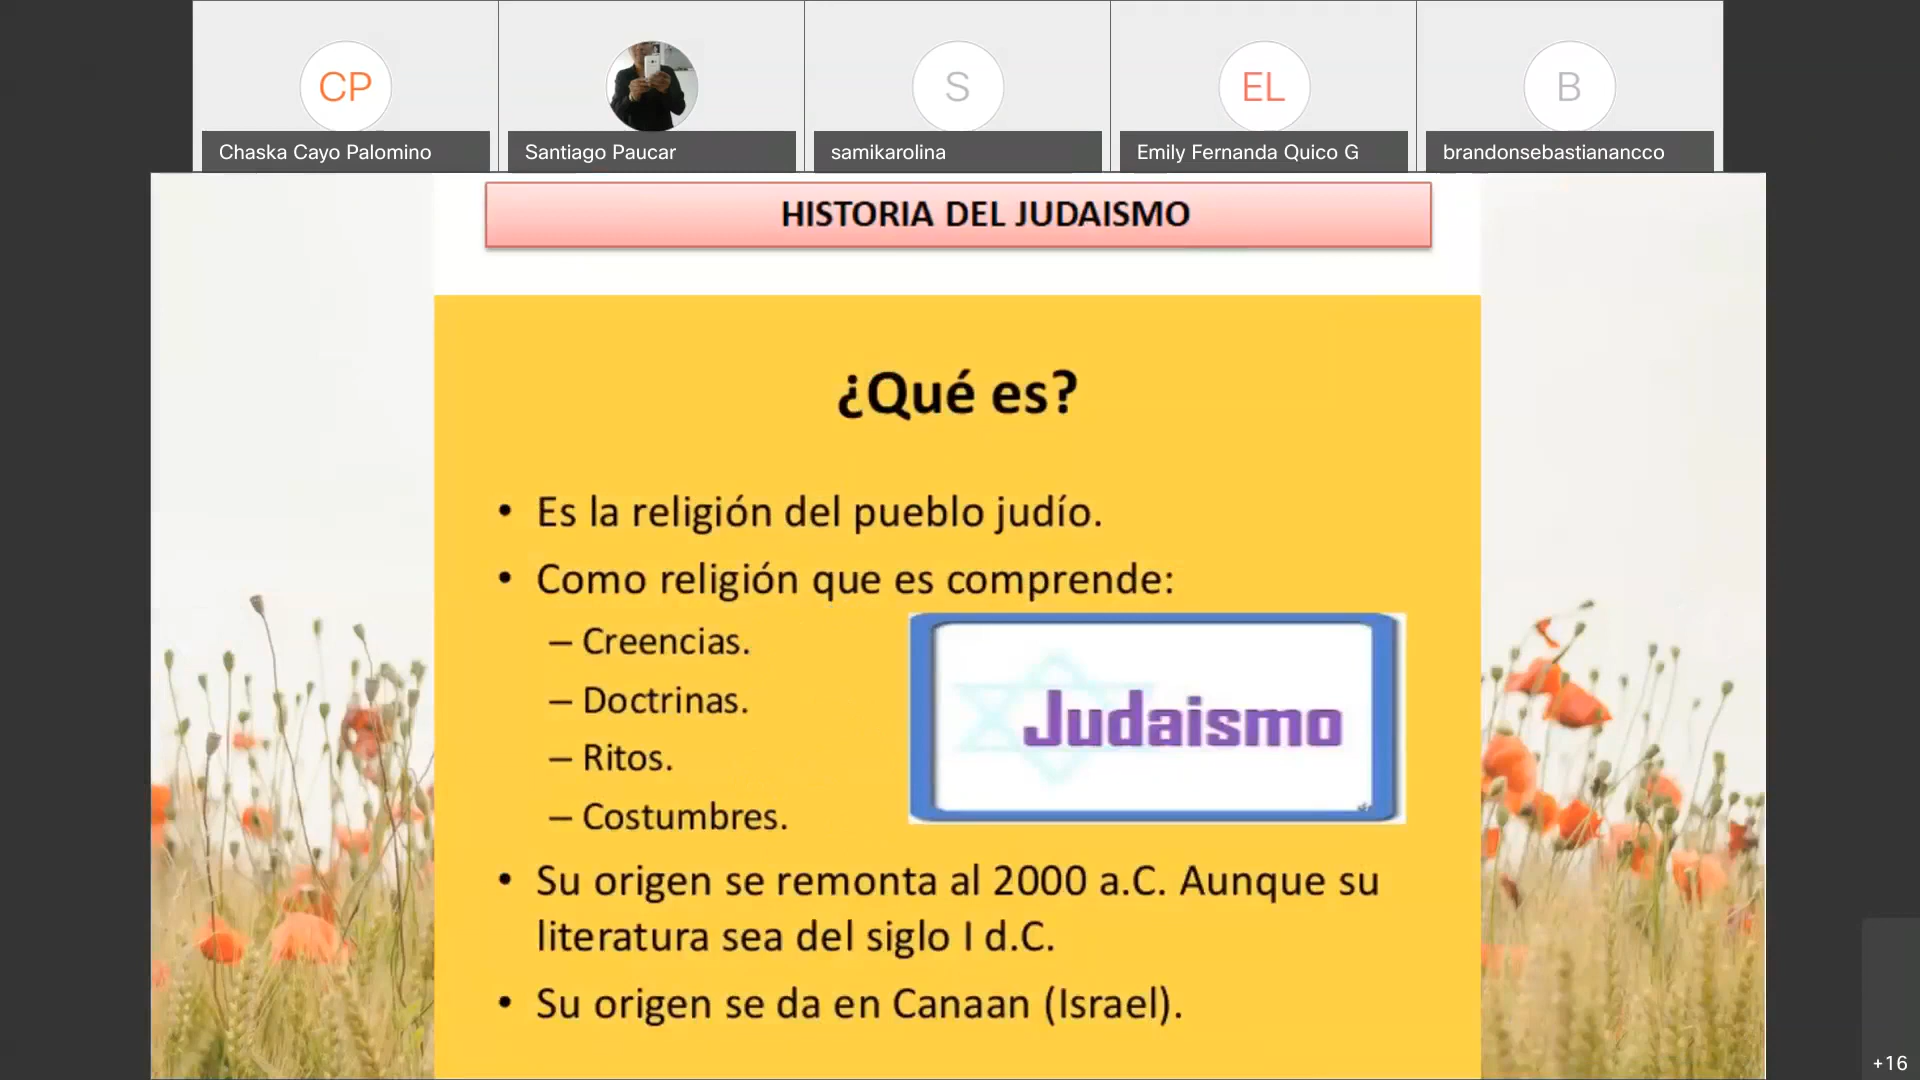 CP
S
EL
B
Chaska Cayo Palomino
Santiago Paucar
samikarolina
Emily Fernanda Quico G
brandonsebastianancco
HISTORIA DEL JUDAISMO
¿Qué es?
• Es la religión del pueblo judío.
• Como religión que es comprende:
– Creencias.
– Doctrinas.
– Ritos.
– Costumbres.
Judaismo
• Su origen se remonta al 2000 a.C. Aunque su
literatura sea del siglo I d.C.
• Su origen se da en Canaan (Israel).
+16